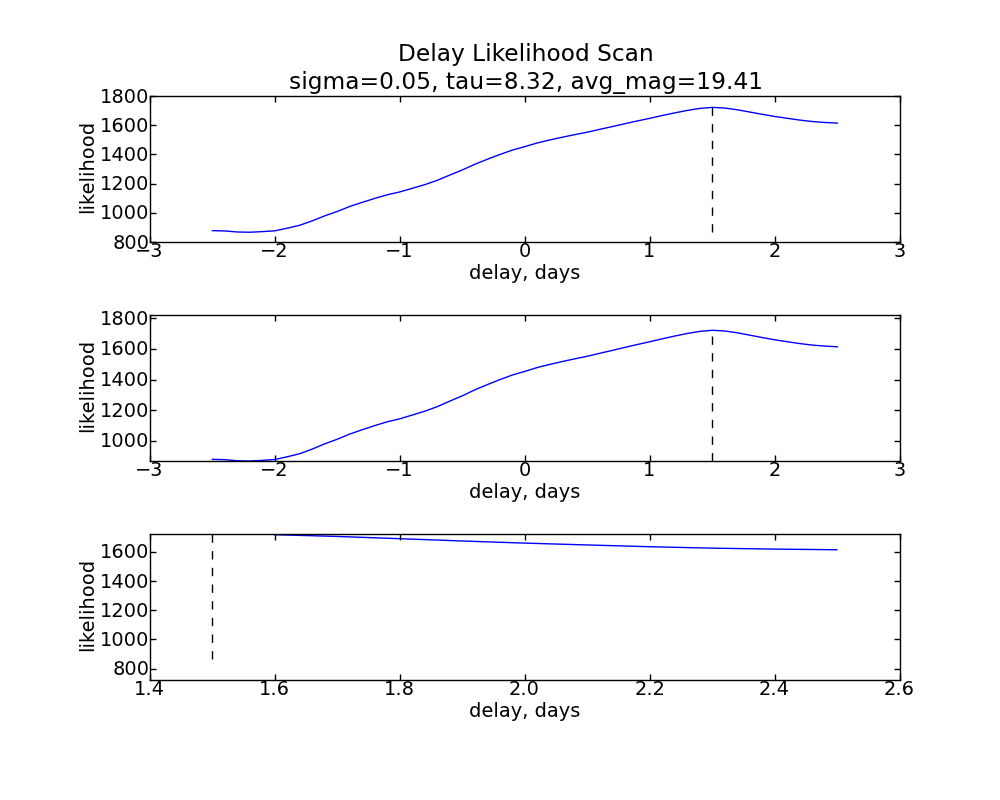 Delay Likelihood Scan
sigma=0.05, tau=8.32, avg_mag=19.41
1800
1600
1400
1200
1000
800
likelihood
−3 −2 −1 0 1 2 3
delay, days
1800
1600
1400
1200
1000
likelihood
−3 −2 −1 0 1 2 3
delay, days
1600
1400
1200
1000
800
likelihood
1.4 1.6 1.8 2.0 2.2 2.4 2.6
delay, days